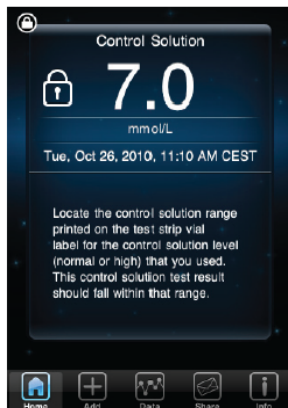 Control Solution
7.0
mmol/L
Tue, Oct 26, 2010, 11:10 AM CEST
Locate the control solution range
printed on the test strip vial
label for the control solution level
(normal or high) that you used.
This control solution test result
should fall within that range.
Home Add Data Share Info